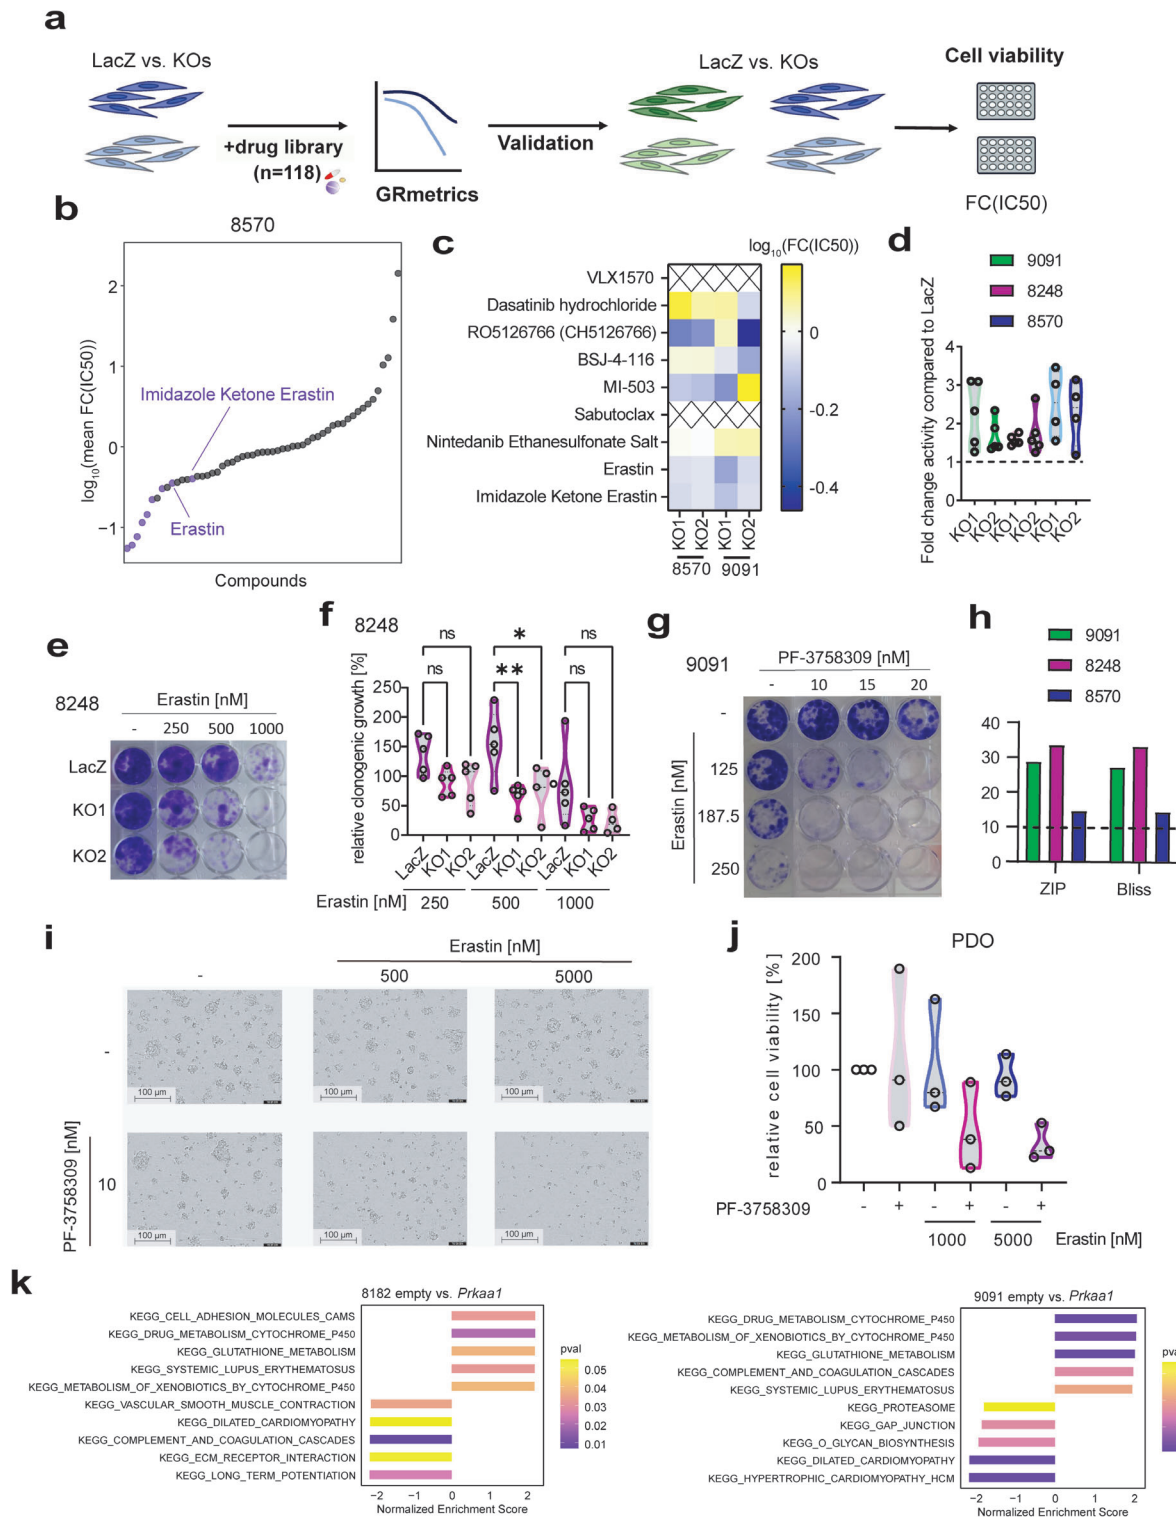 a
LacZ vs. KOs
+drug library
(n=118)
GRmetrics
Validation
LacZ vs. KOs
Cell viability
FC(IC50)
b
8570
log10(mean FC(IC50))
2
1
0
−1
Imidazole Ketone Erastin
Erastin
Compounds
c
log10(FC(IC50))
VLX1570
Dasatinib hydrochloride
RO5126766 (CH5126766)
BSJ-4-116
MI-503
Sabutoclax
Nintedanib Ethanesulfonate Salt
Erastin
Imidazole Ketone Erastin
0
-0.2
-0.4
KO1 KO2 KO1 KO2
8570 9091
d
9091
8248
8570
Fold change activity compared to LacZ
4
3
2
1
0
KO1 KO2 KO1 KO2 KO1 KO2
e
8248
Erastin [nM]
- 250 500 1000
LacZ
KO1
KO2
f
8248
ns * ns
ns ** ns
relative clonogenic growth [%]
250
200
150
100
50
0
LacZ KO1 KO2 LacZ KO1 KO2 LacZ KO1 KO2
Erastin [nM] 250 500 1000
g
9091
PF-3758309 [nM]
- 10 15 20
-
125
187.5
250
Erastin [nM]
h
9091
8248
8570
40
30
20
10
0
ZIP Bliss
i
Erastin [nM]
- 500 5000
-
100 µm 100 µm 100 µm
PF-3758309 [nM]
10
100 µm 100 µm 100 µm
j
PDO
relative cell viability [%]
200
150
100
50
0
PF-3758309 - + - + - +
1000 5000 Erastin [nM]
k
8182 empty vs. Prkaa1
KEGG_CELL_ADHESION_MOLECULES_CAMS
KEGG_DRUG_METABOLISM_CYTOCHROME_P450
KEGG_GLUTATHIONE_METABOLISM
KEGG_SYSTEMIC_LUPUS_ERYTHEMATOSUS
KEGG_METABOLISM_OF_XENOBIOTICS_BY_CYTOCHROME_P450
KEGG_VASCULAR_SMOOTH_MUSCLE_CONTRACTION
KEGG_DILATED_CARDIOMYOPATHY
KEGG_COMPLEMENT_AND_COAGULATION_CASCADES
KEGG_ECM_RECEPTOR_INTERACTION
KEGG_LONG_TERM_POTENTIATION
−2 −1 0 1 2
Normalized Enrichment Score
pval
0.05
0.04
0.03
0.02
0.01
9091 empty vs. Prkaa1
KEGG_DRUG_METABOLISM_CYTOCHROME_P450
KEGG_METABOLISM_OF_XENOBIOTICS_BY_CYTOCHROME_P450
KEGG_GLUTATHIONE_METABOLISM
KEGG_COMPLEMENT_AND_COAGULATION_CASCADES
KEGG_SYSTEMIC_LUPUS_ERYTHEMATOSUS
KEGG_PROTEASOME
KEGG_GAP_JUNCTION
KEGG_O_GLYCAN_BIOSYNTHESIS
KEGG_DILATED_CARDIOMYOPATHY
KEGG_HYPERTROPHIC_CARDIOMYOPATHY_HCM
−2 −1 0 1 2
Normalized Enrichment Score